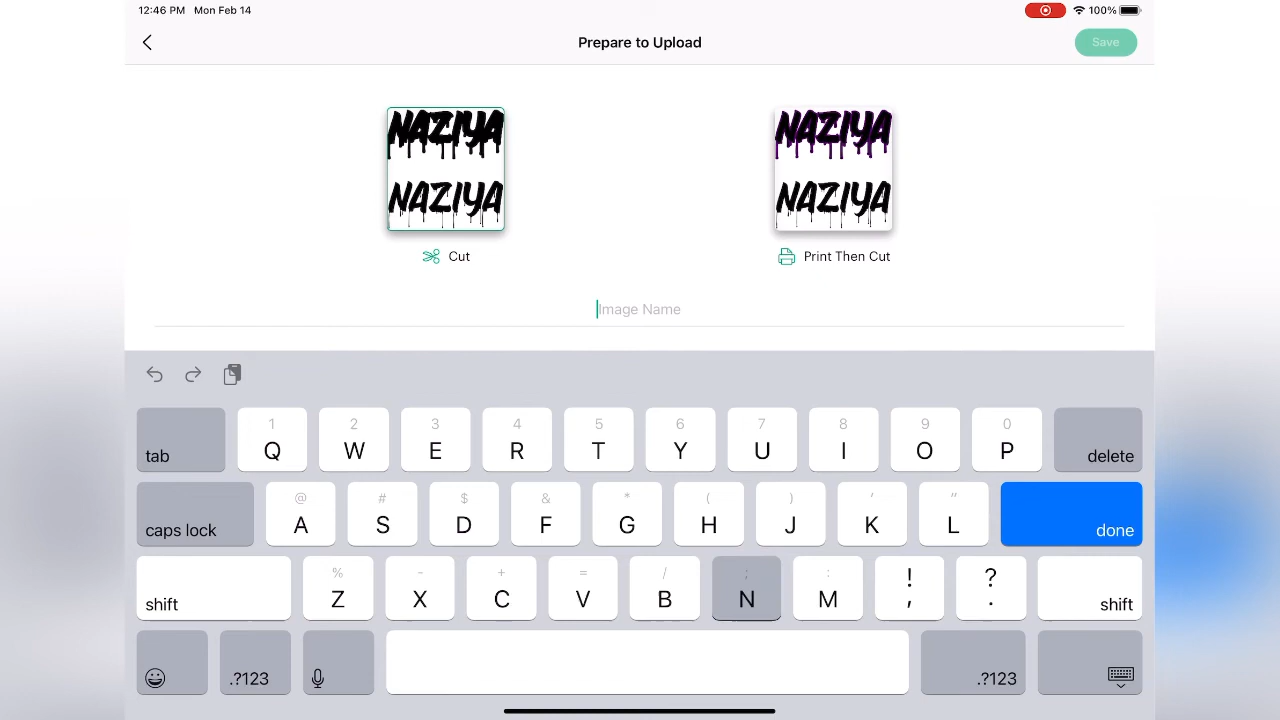 12:46 PM Mon Feb 14 100%
Prepare to Upload
Save
NAZIYA NAZIYA
NAZIYA NAZIYA
Cut
Print Then Cut
Image Name
1 2 3 4 5 6 7 8 9 0
tab Q W E R T Y U I O P delete
@ # $ & * ( ) ' "
caps lock A S D F G H J K L done
% - + = / ; : ! ?
shift Z X C V B N M , . shift
.?123 .?123